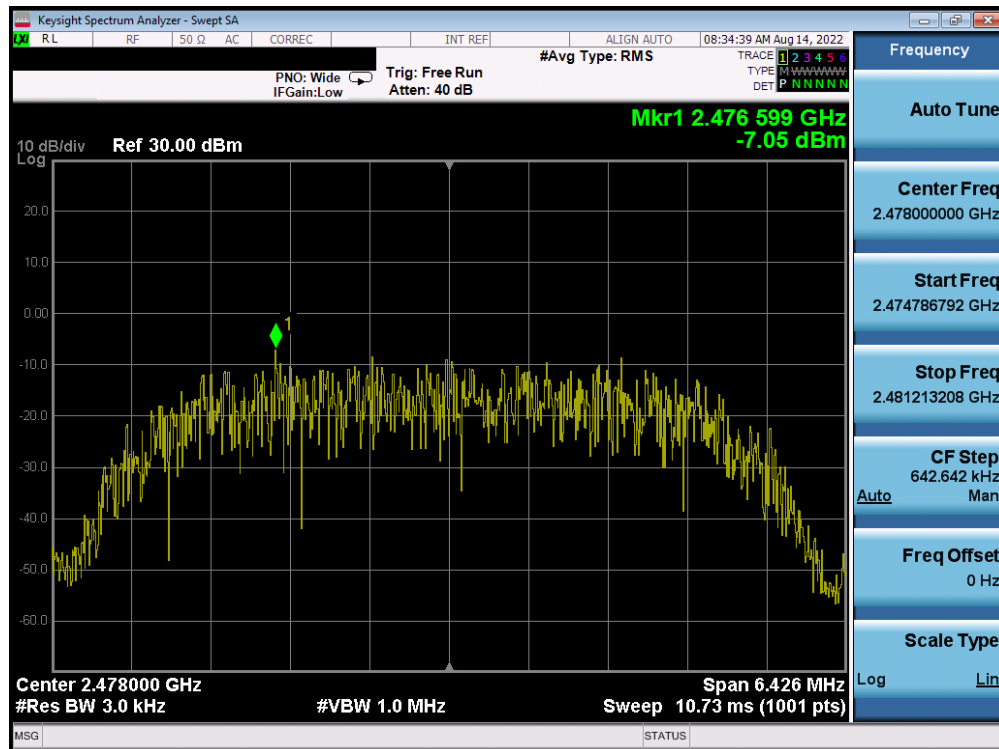 Keysight Spectrum Analyzer - Swept SA
LXI RL RF 50 Ω AC CORREC INT REF ALIGN AUTO 08:34:39 AM Aug 14, 2022
#Avg Type: RMS TRACE 1 2 3 4 5 6
PNO: Wide Trig: Free Run TYPE M WWWWW
IFGain:Low Atten: 40 dB DET P N N N N N
Mkr1 2.476 599 GHz
-7.05 dBm
10 dB/div Ref 30.00 dBm
Log
20.0
10.0
0.00
1
-10.0
-20.0
-30.0
-40.0
-50.0
-60.0
Center 2.478000 GHz Span 6.426 MHz
#Res BW 3.0 kHz #VBW 1.0 MHz Sweep 10.73 ms (1001 pts)
MSG STATUS
Frequency
Auto Tune
Center Freq
2.478000000 GHz
Start Freq
2.474786792 GHz
Stop Freq
2.481213208 GHz
CF Step
642.642 kHz
Auto Man
Freq Offset
0 Hz
Scale Type
Log Lin